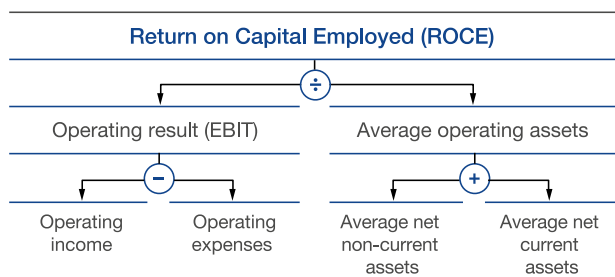 Return on Capital Employed (ROCE)
÷
Operating result (EBIT)
Average operating assets
−
+
Operating
income
Operating
expenses
Average net
non-current
assets
Average net
current
assets